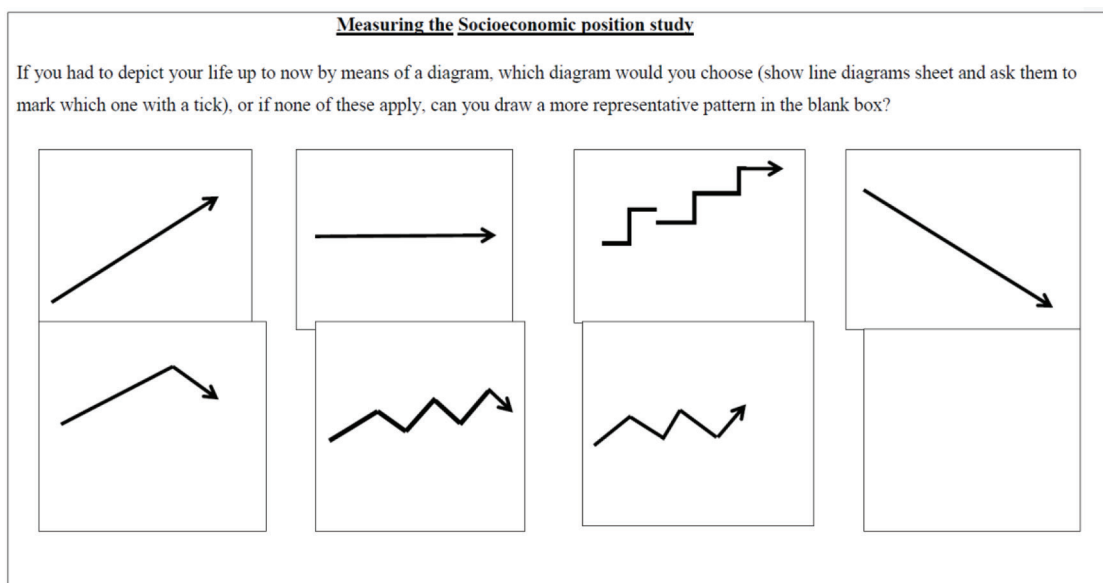 Measuring the Socioeconomic position study
If you had to depict your life up to now by means of a diagram, which diagram would you choose (show line diagrams sheet and ask them to
mark which one with a tick), or if none of these apply, can you draw a more representative pattern in the blank box?